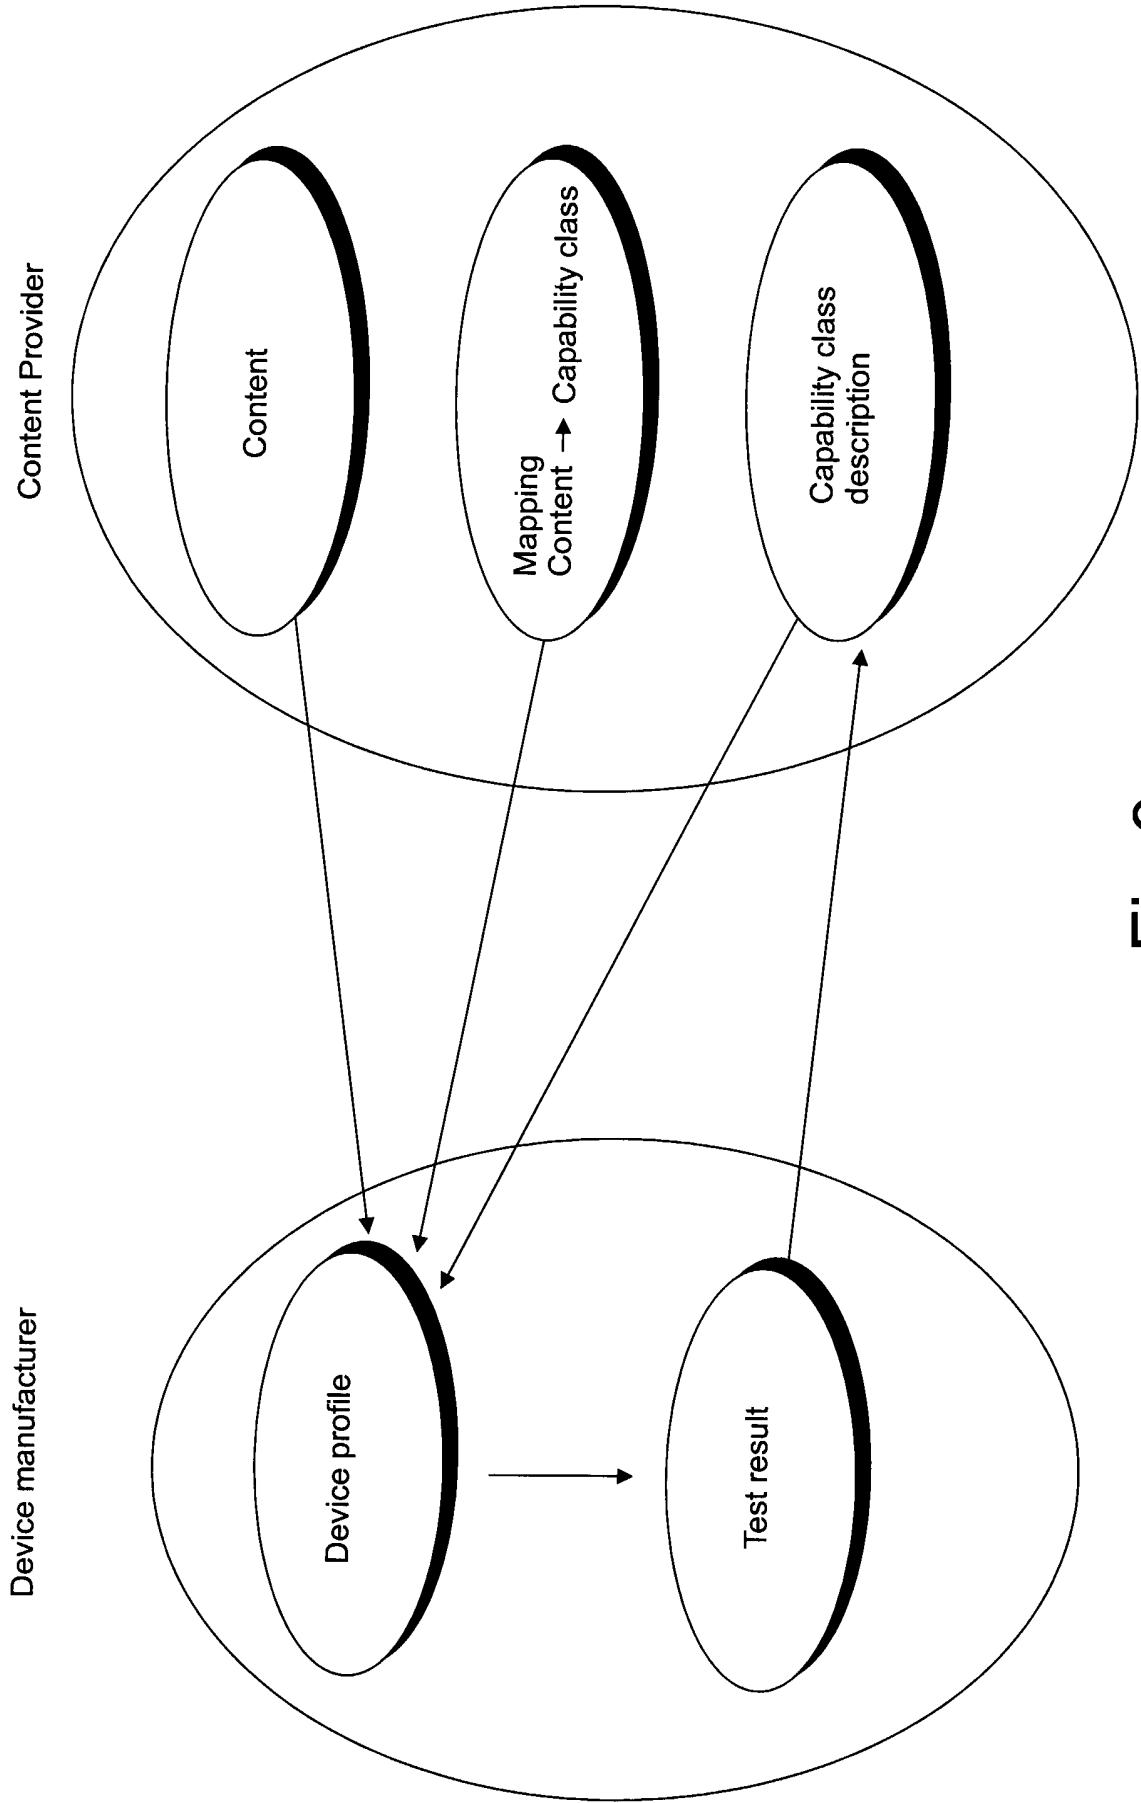 Device manufacturer
Content Provider
Device profile
Test result
Content
Mapping
Content → Capability class
Capability class
description